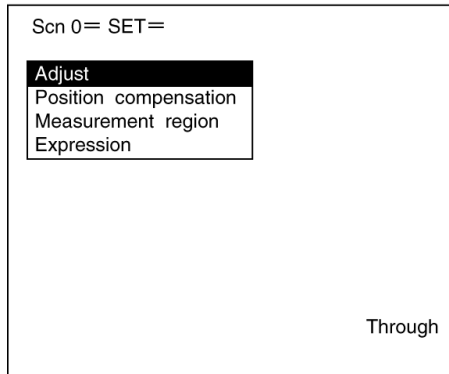 Scn 0= SET=
Adjust
Position compensation
Measurement region
Expression
Through